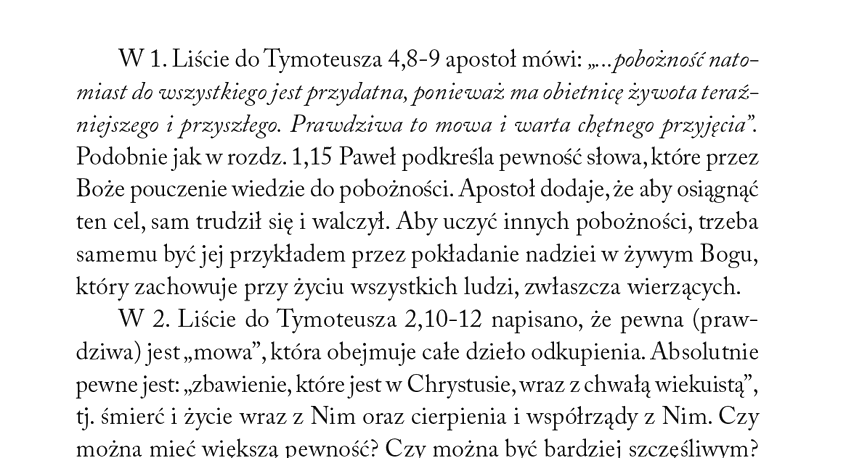 W 1. Liście do Tymoteusza 4,8-9 apostoł mówi: „...pobożność nato-
miast do wszystkiego jest przydatna, ponieważ ma obietnicę żywota teraź-
niejszego i przyszłego. Prawdziwa to mowa i warta chętnego przyjęcia”.
Podobnie jak w rozdz. 1,15 Paweł podkreśla pewność słowa, które przez
Boże pouczenie wiedzie do pobożności. Apostoł dodaje, że aby osiągnąć
ten cel, sam trudził się i walczył. Aby uczyć innych pobożności, trzeba
samemu być jej przykładem przez pokładanie nadziei w żywym Bogu,
który zachowuje przy życiu wszystkich ludzi, zwłaszcza wierzących.
W 2. Liście do Tymoteusza 2,10-12 napisano, że pewna (praw-
dziwa) jest „mowa”, która obejmuje całe dzieło odkupienia. Absolutnie
pewne jest: „zbawienie, które jest w Chrystusie, wraz z chwałą wiekuistą”,
tj. śmierć i życie wraz z Nim oraz cierpienia i współrządy z Nim. Czy
można mieć większą pewność? Czy można być bardziej szczęśliwym?